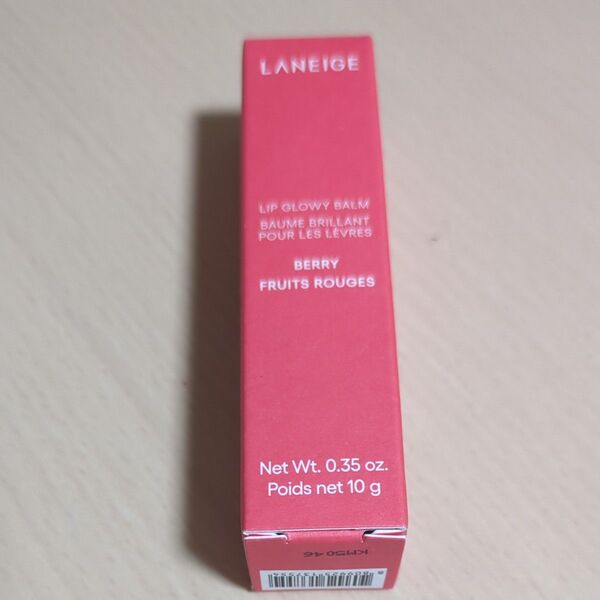 LANEIGE
LIP GLOWY BALM
BAUME BRILLANT
POUR LES LÈVRES
BERRY
FRUITS ROUGES
Net Wt. 0.35 oz.
Poids net 10 g